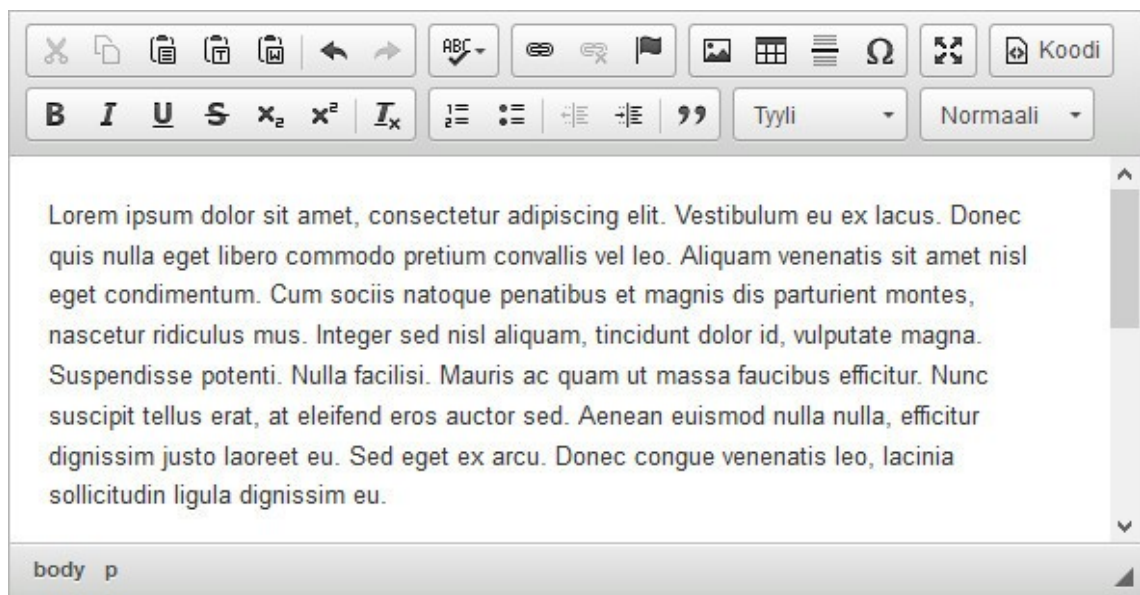 ABC
Koodi
B I U S x₂ x² Tx
Tyyli
Normaali
Lorem ipsum dolor sit amet, consectetur adipiscing elit. Vestibulum eu ex lacus. Donec
quis nulla eget libero commodo pretium convallis vel leo. Aliquam venenatis sit amet nisl
eget condimentum. Cum sociis natoque penatibus et magnis dis parturient montes,
nascetur ridiculus mus. Integer sed nisl aliquam, tincidunt dolor id, vulputate magna.
Suspendisse potenti. Nulla facilisi. Mauris ac quam ut massa faucibus efficitur. Nunc
suscipit tellus erat, at eleifend eros auctor sed. Aenean euismod nulla nulla, efficitur
dignissim justo laoreet eu. Sed eget ex arcu. Donec congue venenatis leo, lacinia
sollicitudin ligula dignissim eu.
body p